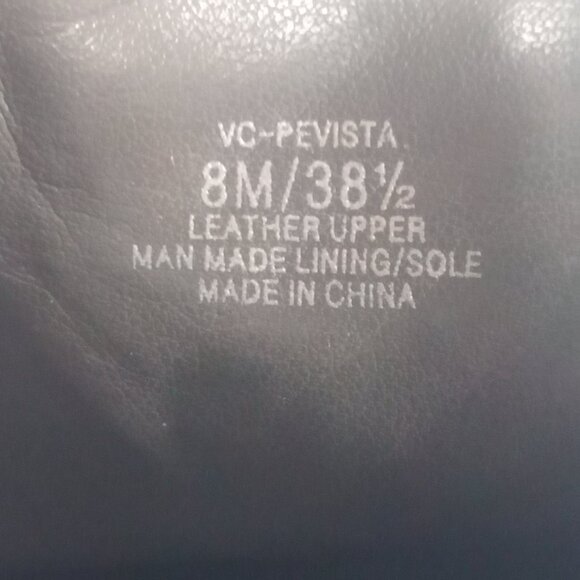 VC-PEVISTA
8M/38½
LEATHER UPPER
MAN MADE LINING/SOLE
MADE IN CHINA